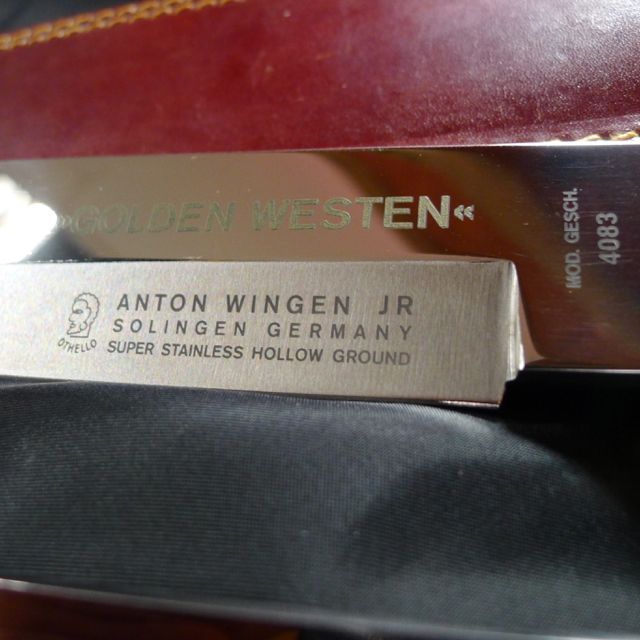 »GOLDEN WESTEN«
ANTON WINGEN JR
SOLINGEN GERMANY
SUPER STAINLESS HOLLOW GROUND
OTHELLO
MOD. GESCH.
4083